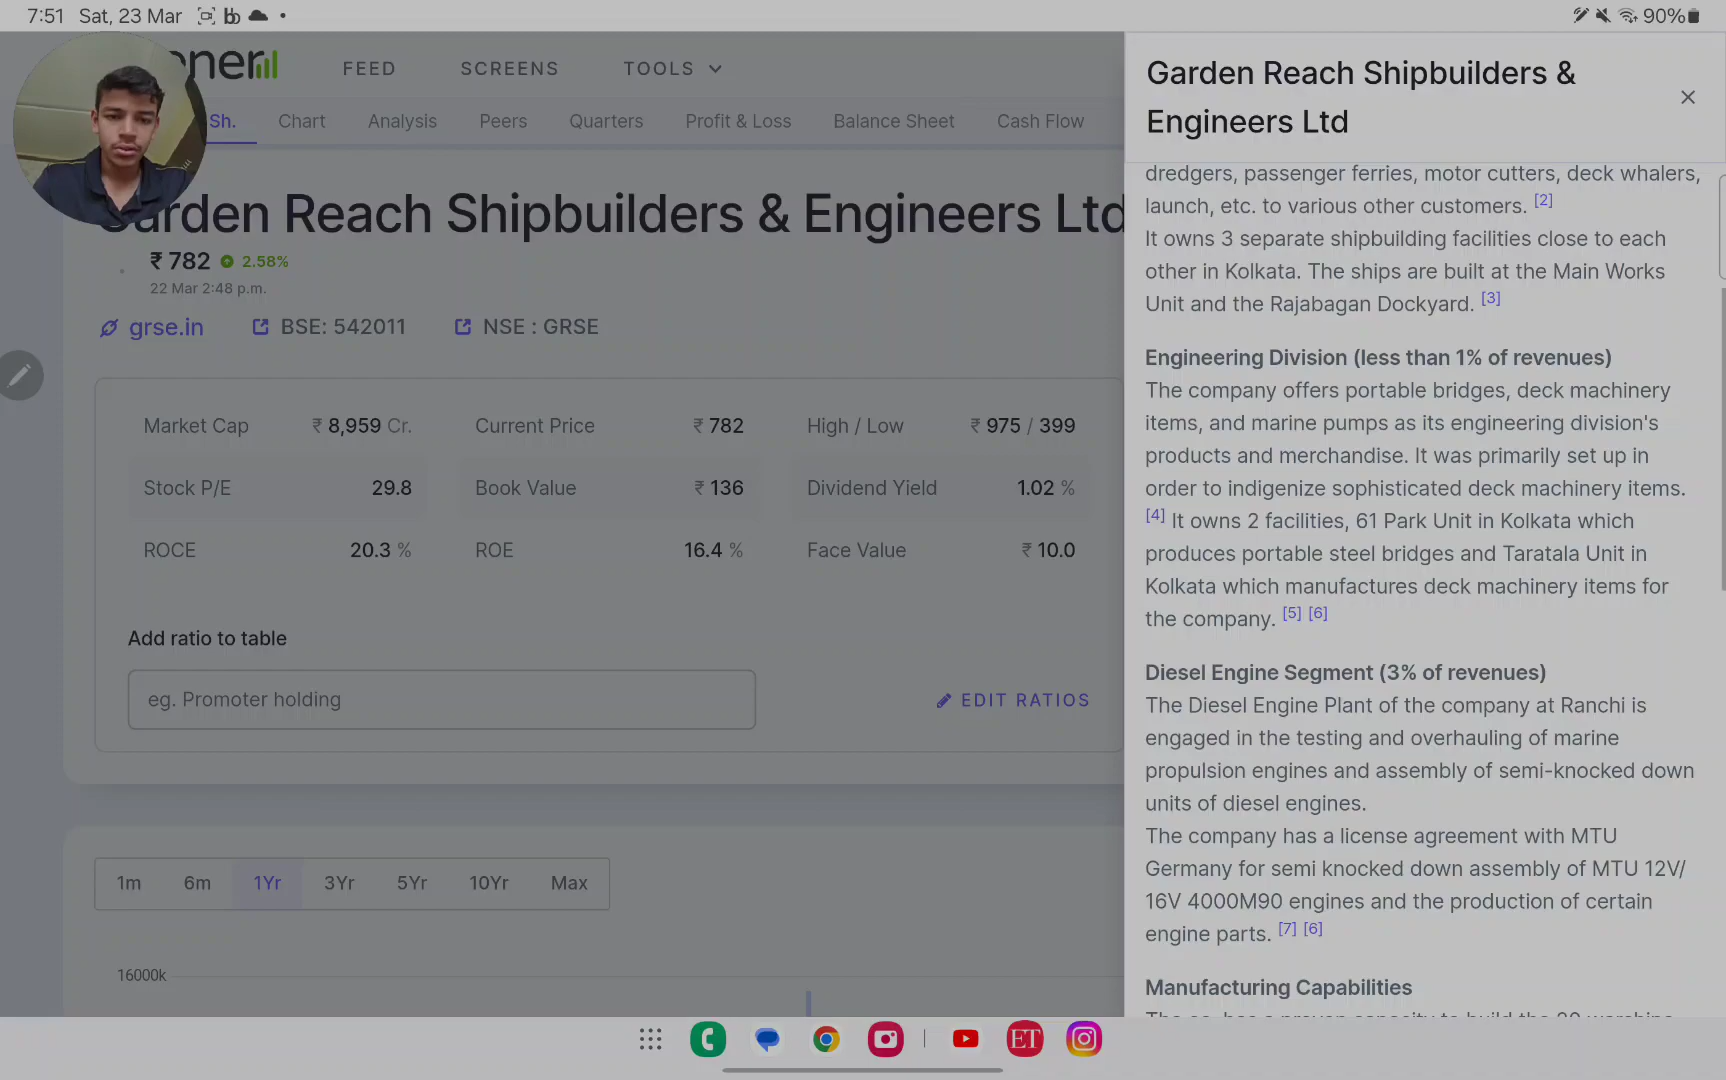 7:51 Sat, 23 Mar
90%
ener
FEED
SCREENS
TOOLS
Sh.
Chart
Analysis
Peers
Quarters
Profit & Loss
Balance Sheet
Cash Flow
Garden Reach Shipbuilders & Engineers Ltd
₹ 782 2.58%
22 Mar 2:48 p.m.
grse.in
BSE: 542011
NSE : GRSE
Market Cap ₹ 8,959 Cr.
Current Price ₹ 782
High / Low ₹ 975 / 399
Stock P/E 29.8
Book Value ₹ 136
Dividend Yield 1.02 %
ROCE 20.3 %
ROE 16.4 %
Face Value ₹ 10.0
Add ratio to table
eg. Promoter holding
EDIT RATIOS
1m 6m 1Yr 3Yr 5Yr 10Yr Max
16000k
Garden Reach Shipbuilders &
Engineers Ltd
dredgers, passenger ferries, motor cutters, deck whalers,
launch, etc. to various other customers. [2]
It owns 3 separate shipbuilding facilities close to each
other in Kolkata. The ships are built at the Main Works
Unit and the Rajabagan Dockyard. [3]
Engineering Division (less than 1% of revenues)
The company offers portable bridges, deck machinery
items, and marine pumps as its engineering division's
products and merchandise. It was primarily set up in
order to indigenize sophisticated deck machinery items.
[4] It owns 2 facilities, 61 Park Unit in Kolkata which
produces portable steel bridges and Taratala Unit in
Kolkata which manufactures deck machinery items for
the company. [5] [6]
Diesel Engine Segment (3% of revenues)
The Diesel Engine Plant of the company at Ranchi is
engaged in the testing and overhauling of marine
propulsion engines and assembly of semi-knocked down
units of diesel engines.
The company has a license agreement with MTU
Germany for semi knocked down assembly of MTU 12V/
16V 4000M90 engines and the production of certain
engine parts. [7] [6]
Manufacturing Capabilities
ET